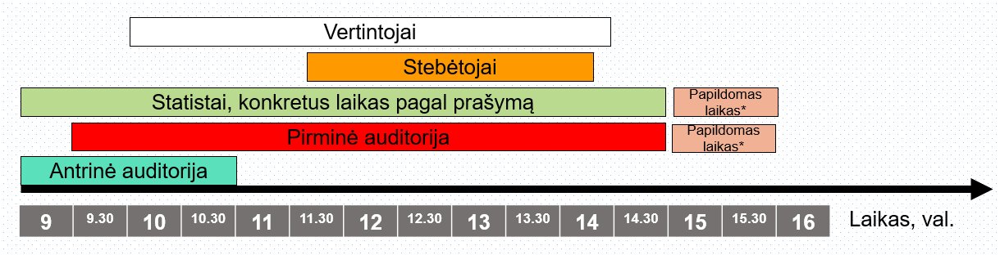 Vertintojai
Stebėtojai
Statistai, konkretus laikas pagal prašymą
Papildomas
laikas*
Pirminė auditorija
Papildomas
laikas*
Antrinė auditorija
9 9.30 10 10.30 11 11.30 12 12.30 13 13.30 14 14.30 15 15.30 16 Laikas, val.